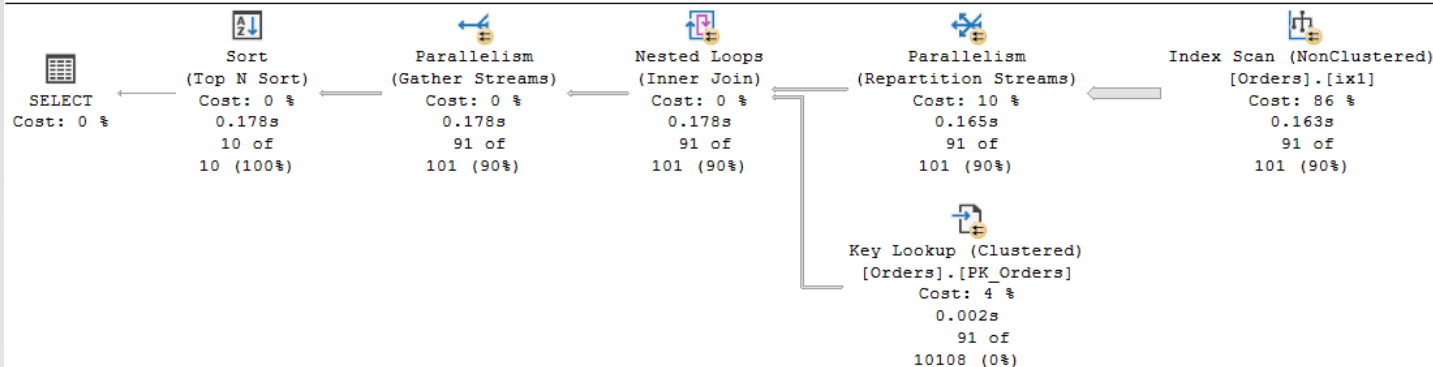 SELECT
Cost: 0 %
Sort
(Top N Sort)
Cost: 0 %
0.178s
10 of
10 (100%)
Parallelism
(Gather Streams)
Cost: 0 %
0.178s
91 of
101 (90%)
Nested Loops
(Inner Join)
Cost: 0 %
0.178s
91 of
101 (90%)
Parallelism
(Repartition Streams)
Cost: 10 %
0.165s
91 of
101 (90%)
Index Scan (NonClustered)
[Orders].[ix1]
Cost: 86 %
0.163s
91 of
101 (90%)
Key Lookup (Clustered)
[Orders].[PK_Orders]
Cost: 4 %
0.002s
91 of
10108 (0%)